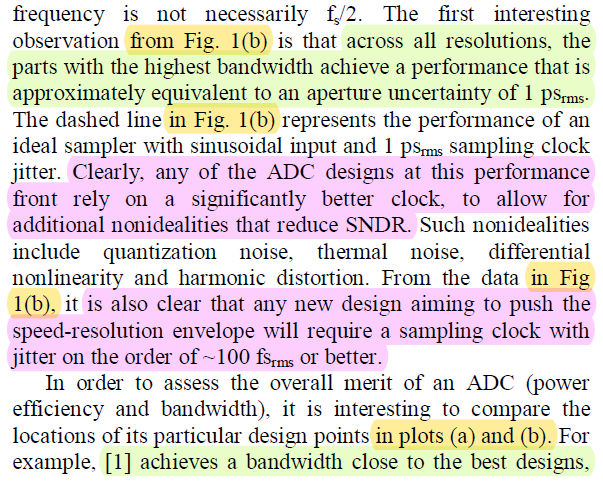 frequency is not necessarily fs/2. The first interesting
observation from Fig. 1(b) is that across all resolutions, the
parts with the highest bandwidth achieve a performance that is
approximately equivalent to an aperture uncertainty of 1 psrms.
The dashed line in Fig. 1(b) represents the performance of an
ideal sampler with sinusoidal input and 1 psrms sampling clock
jitter. Clearly, any of the ADC designs at this performance
front rely on a significantly better clock, to allow for
additional nonidealities that reduce SNDR. Such nonidealities
include quantization noise, thermal noise, differential
nonlinearity and harmonic distortion. From the data in Fig
1(b), it is also clear that any new design aiming to push the
speed-resolution envelope will require a sampling clock with
jitter on the order of ~100 fsrms or better.
In order to assess the overall merit of an ADC (power
efficiency and bandwidth), it is interesting to compare the
locations of its particular design points in plots (a) and (b). For
example, [1] achieves a bandwidth close to the best designs,